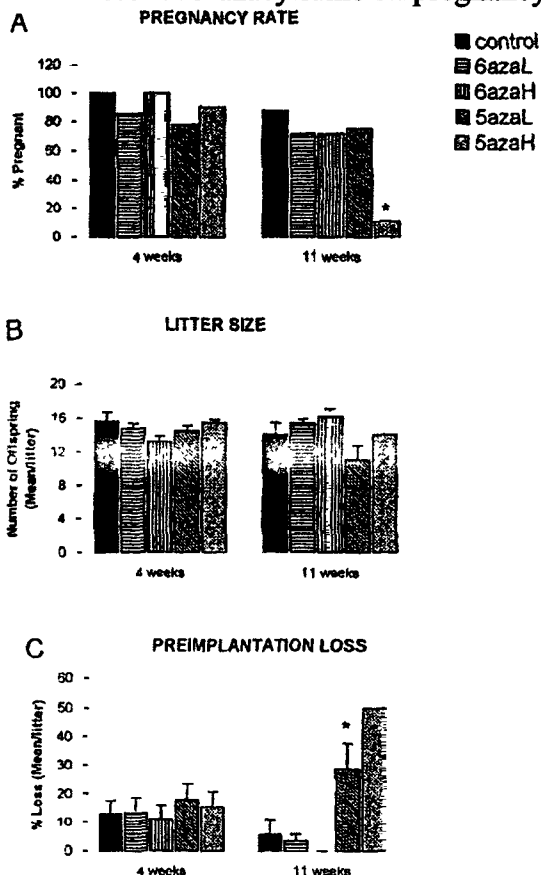 pregnancy
A
PREGNANCY RATE
control
6azaL
6azaH
5azaL
5azaH
% Pregnant
120
100
80
60
40
20
0
*
4 weeks
11 weeks
B
LITTER SIZE
Number of Offspring
(Mean/litter)
20
16
12
8
4
0
4 weeks
11 weeks
C
PREIMPLANTATION LOSS
% Loss (Mean/litter)
60
50
40
30
20
10
0
*
4 weeks
11 weeks